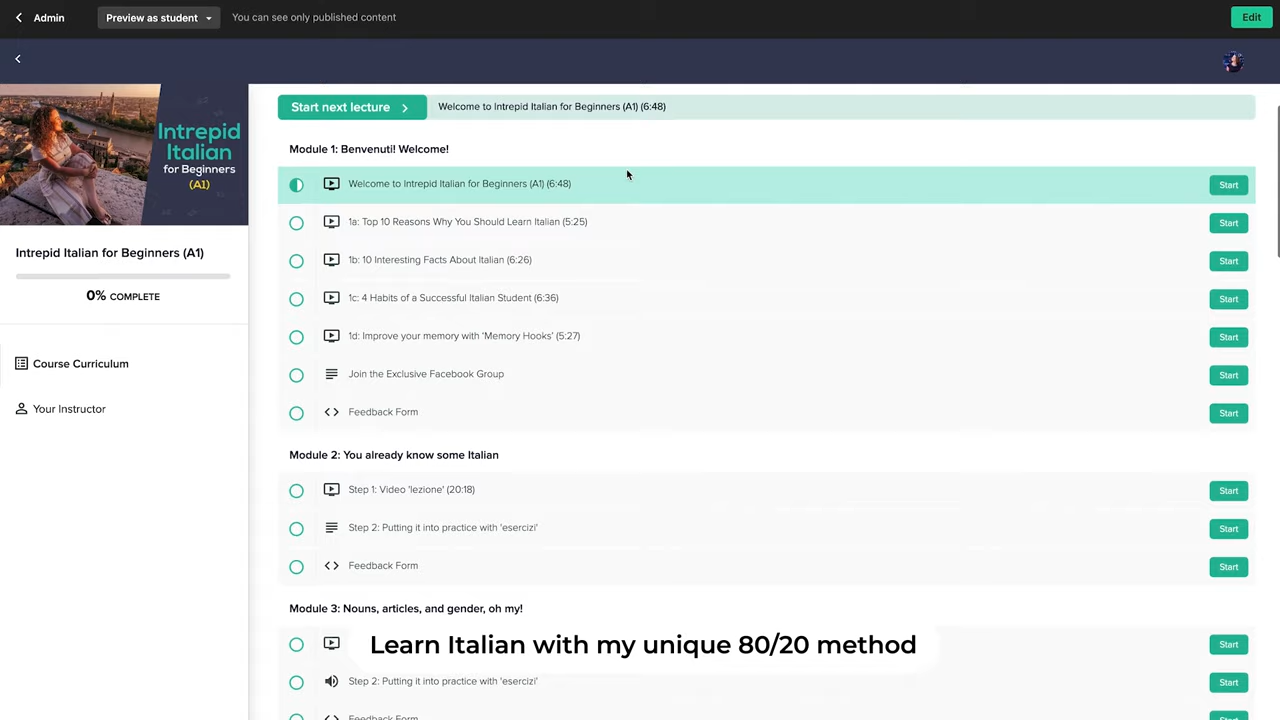 Admin
Preview as student
You can see only published content
Edit
Intrepid
Italian
for Beginners
(A1)
Intrepid Italian for Beginners (A1)
0% COMPLETE
Course Curriculum
Your Instructor
Start next lecture
Welcome to Intrepid Italian for Beginners (A1) (6:48)
Module 1: Benvenuti! Welcome!
Welcome to Intrepid Italian for Beginners (A1) (6:48)
Start
1a: Top 10 Reasons Why You Should Learn Italian (5:25)
Start
1b: 10 Interesting Facts About Italian (6:26)
Start
1c: 4 Habits of a Successful Italian Student (6:36)
Start
1d: Improve your memory with 'Memory Hooks' (5:27)
Start
Join the Exclusive Facebook Group
Start
Feedback Form
Start
Module 2: You already know some Italian
Step 1: Video 'lezione' (20:18)
Start
Step 2: Putting it into practice with 'esercizi'
Start
Feedback Form
Start
Module 3: Nouns, articles, and gender, oh my!
Learn Italian with my unique 80/20 method
Start
Step 2: Putting it into practice with 'esercizi'
Start
Feedback Form